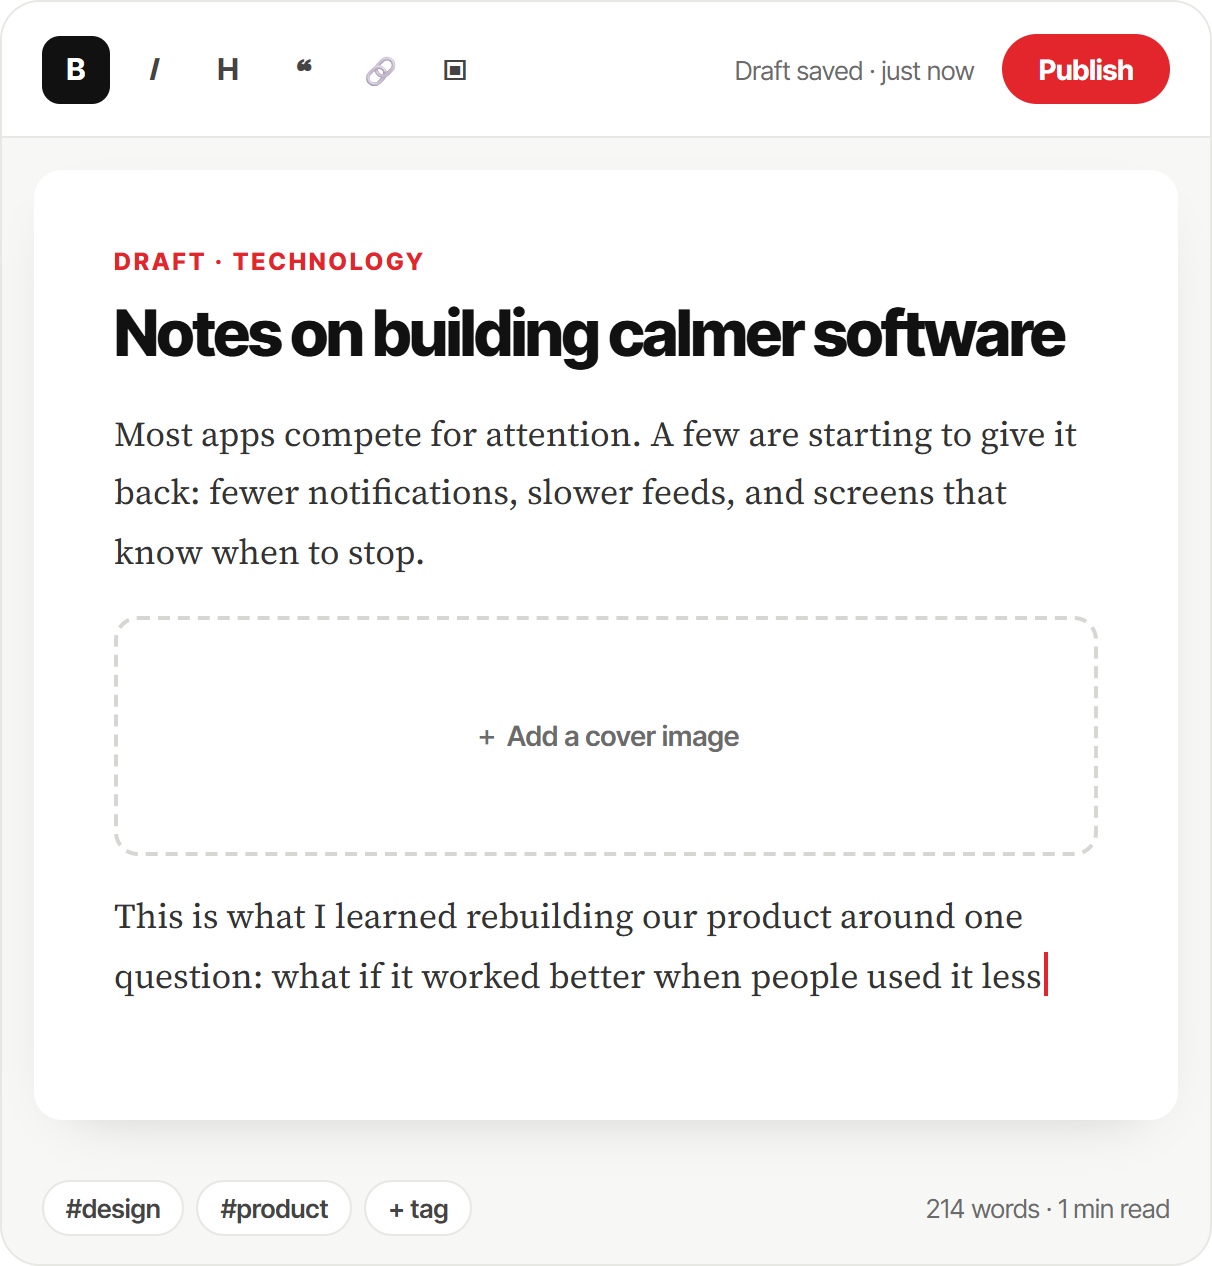 B I H ❝ Draft saved · just now Publish
DRAFT · TECHNOLOGY
Notes on building calmer software
Most apps compete for attention. A few are starting to give it
back: fewer notifications, slower feeds, and screens that
know when to stop.
+ Add a cover image
This is what I learned rebuilding our product around one
question: what if it worked better when people used it less
#design #product + tag 214 words · 1 min read